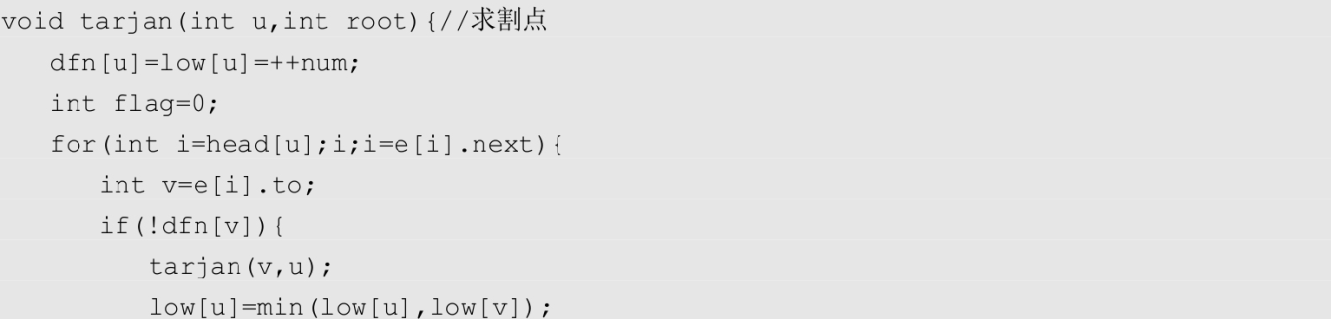 void tarjan(int u,int root){//求割点
dfn[u]=low[u]=++num;
int flag=0;
for(int i=head[u];i;i=e[i].next){
int v=e[i].to;
if(!dfn[v]){
tarjan(v,u);
low[u]=min(low[u],low[v]);